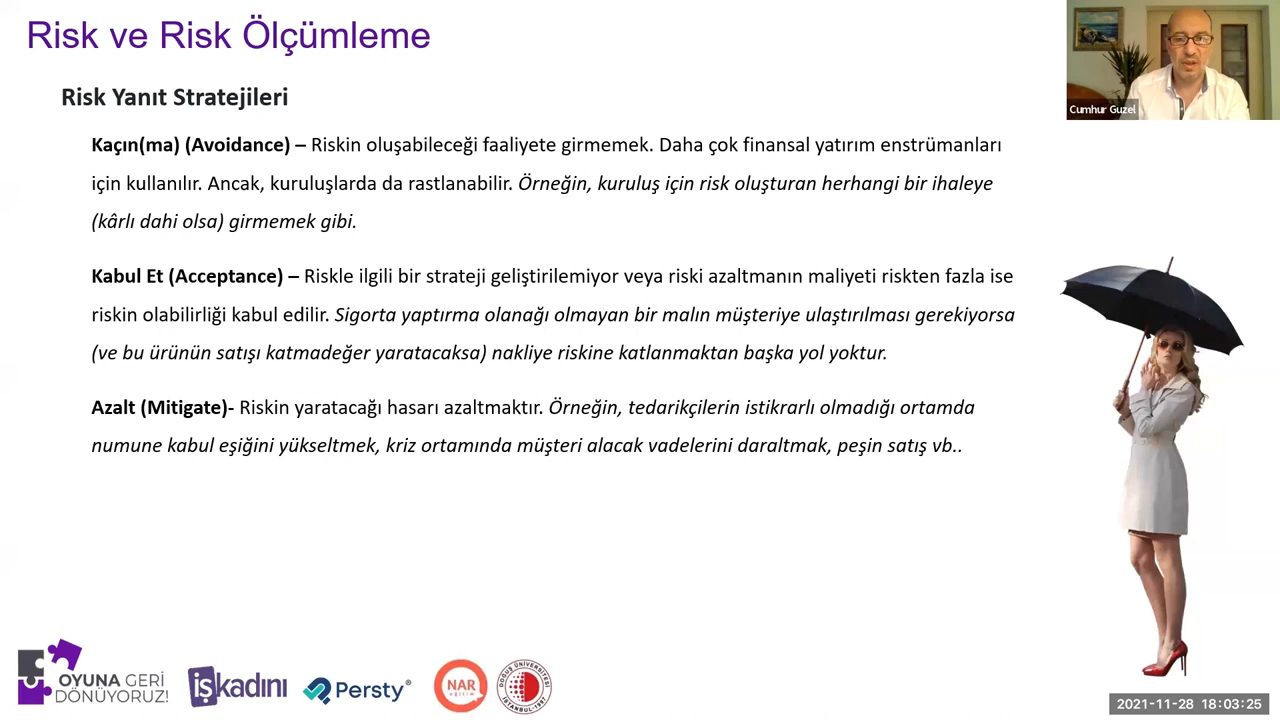 Risk ve Risk Ölçümleme
Cumhur Guzel
Risk Yanıt Stratejileri
Kaçın(ma) (Avoidance) – Riskin oluşabileceği faaliyete girmemek. Daha çok finansal yatırım enstrümanları
için kullanılır. Ancak, kuruluşlarda da rastlanabilir. Örneğin, kuruluş için risk oluşturan herhangi bir ihaleye
(kârlı dahi olsa) girmemek gibi.
Kabul Et (Acceptance) – Riskle ilgili bir strateji geliştirilemiyor veya riski azaltmanın maliyeti riskten fazla ise
riskin olabilirliği kabul edilir. Sigorta yaptırma olanağı olmayan bir malın müşteriye ulaştırılması gerekiyorsa
(ve bu ürünün satışı katmadeğer yaratacaksa) nakliye riskine katlanmaktan başka yol yoktur.
Azalt (Mitigate)- Riskin yaratacağı hasarı azaltmaktır. Örneğin, tedarikçilerin istikrarlı olmadığı ortamda
numune kabul eşiğini yükseltmek, kriz ortamında müşteri alacak vadelerini daraltmak, peşin satış vb..
OYUNA GERİ
DÖNÜYORUZ!
işkadını
Persty®
NAR
eğitim
DOĞUŞ ÜNİVERSİTESİ
İSTANBUL-1997
2021-11-28 18:03:25